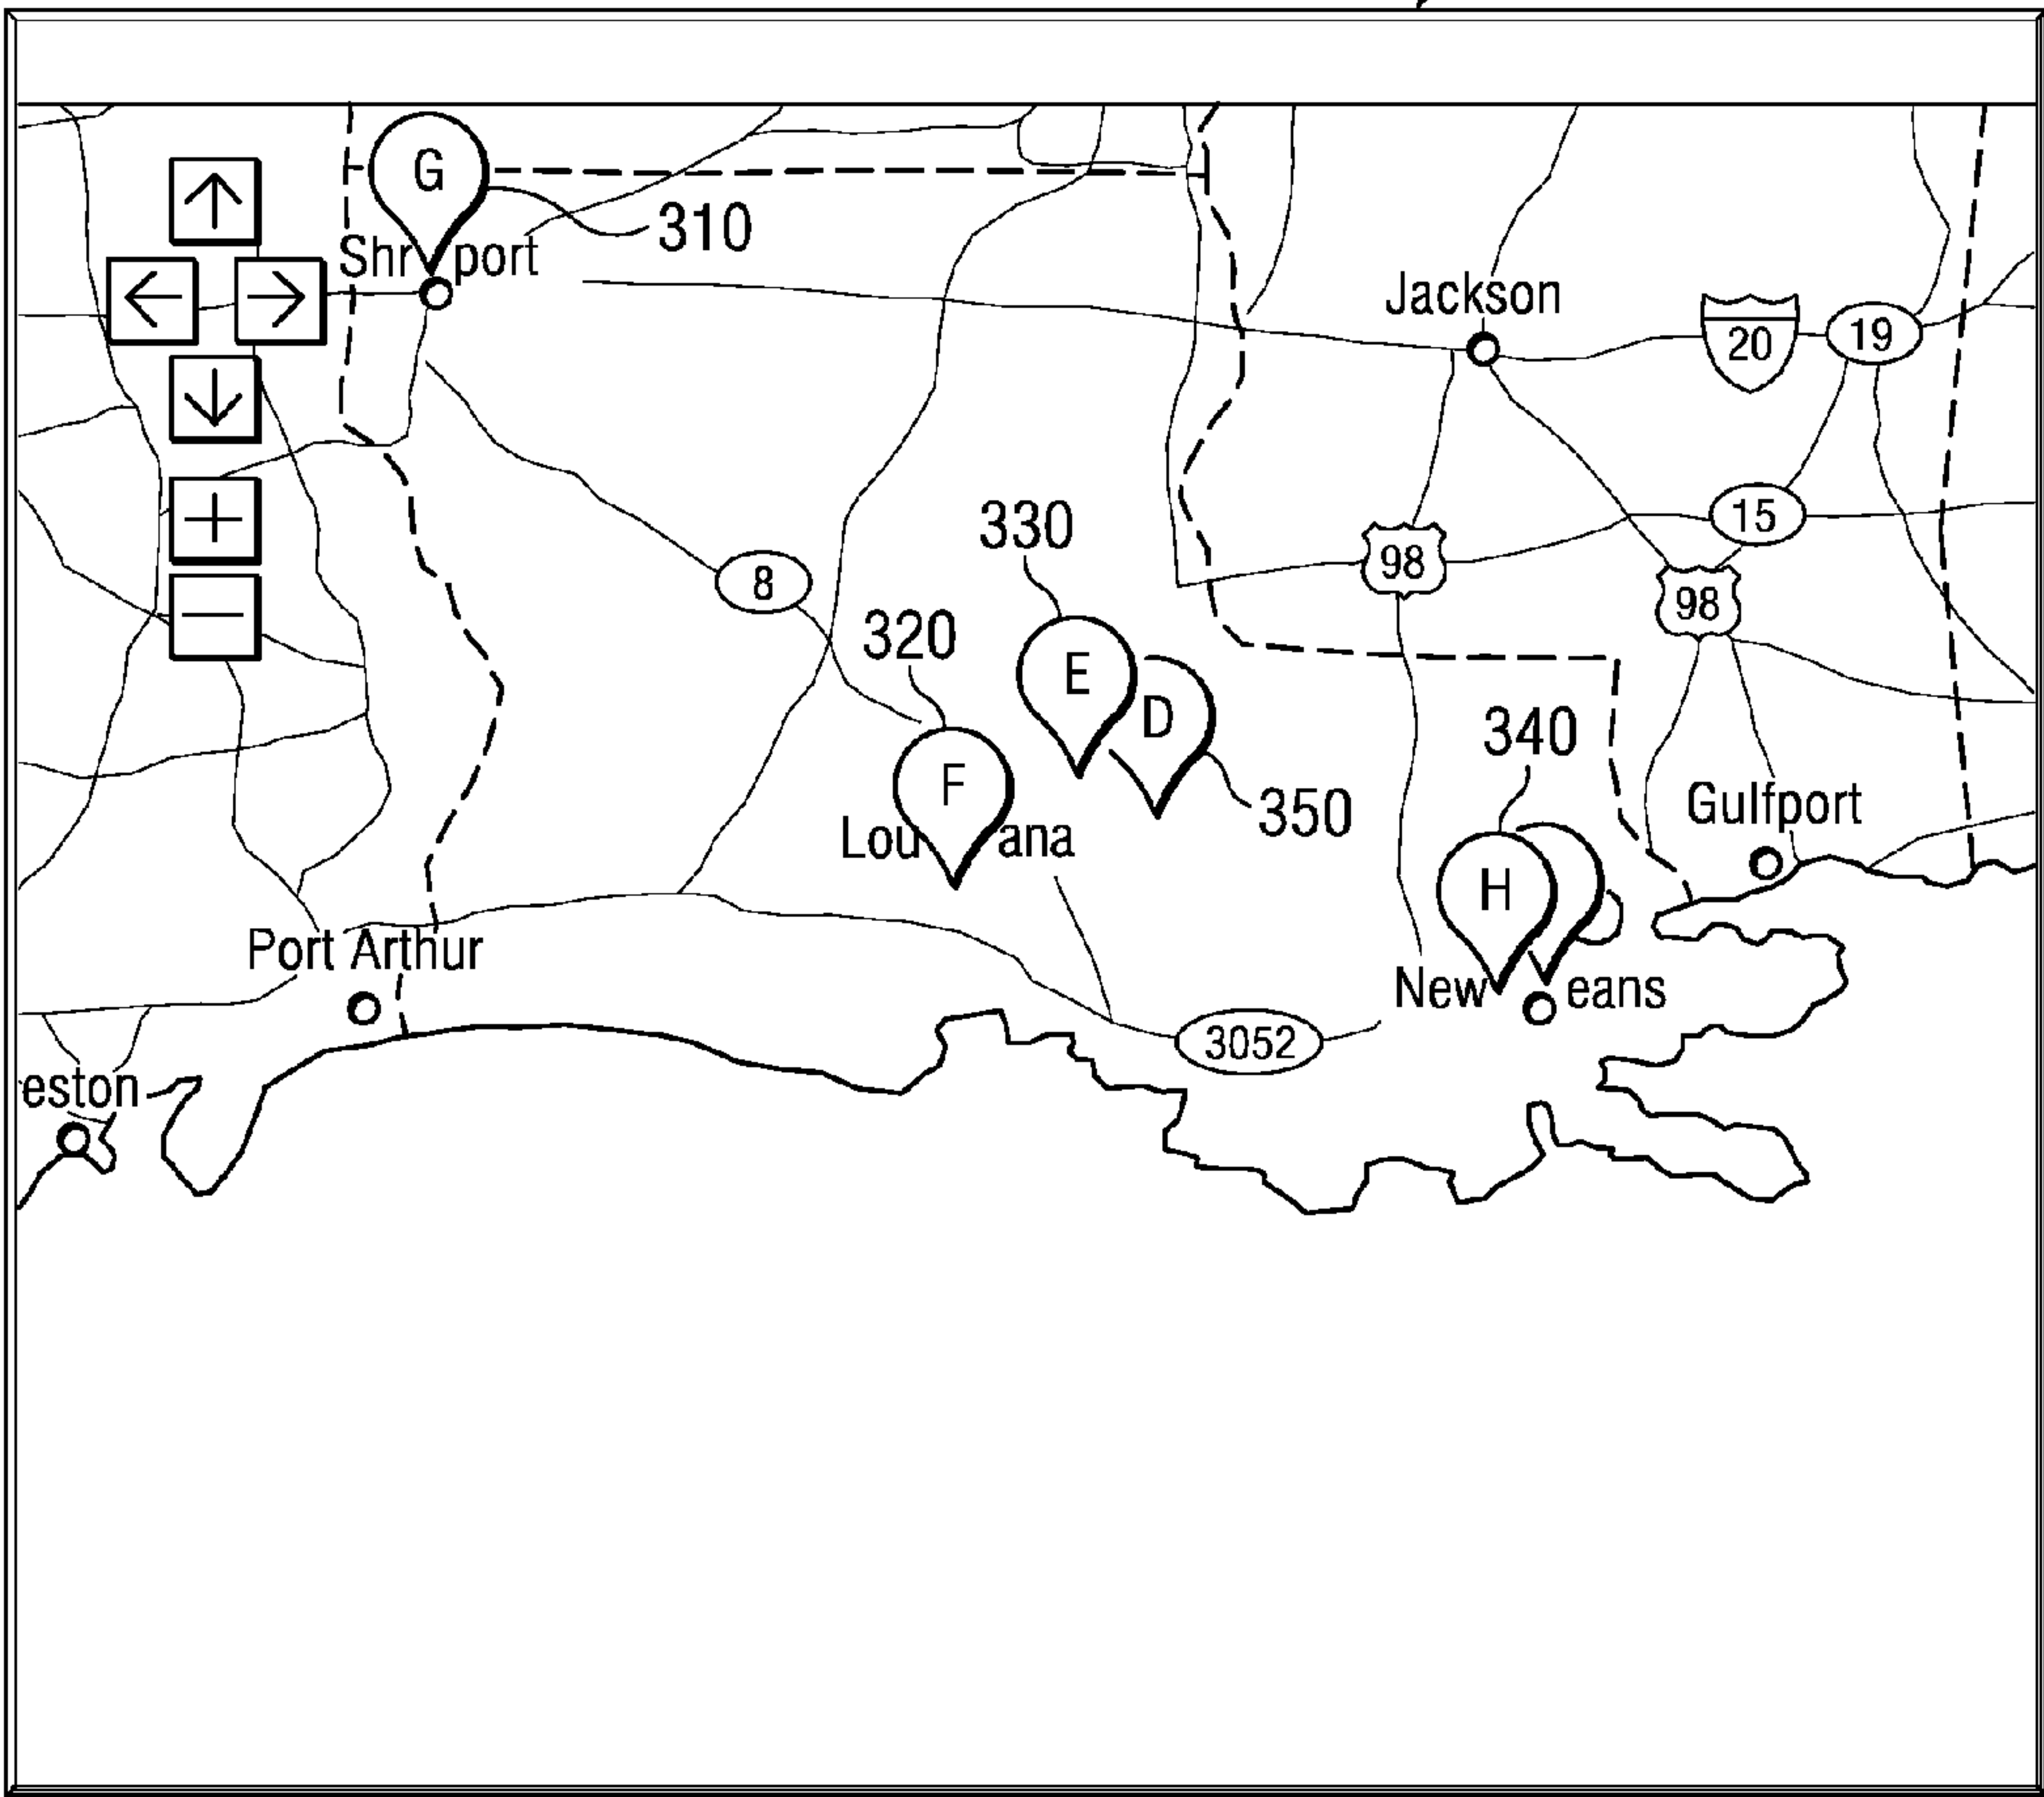 G
310
Shr port
Jackson
20
19
15
98
98
8
330
320
E
D
F
350
340
Lou ana
Gulfport
H
Port Arthur
New eans
3052
eston